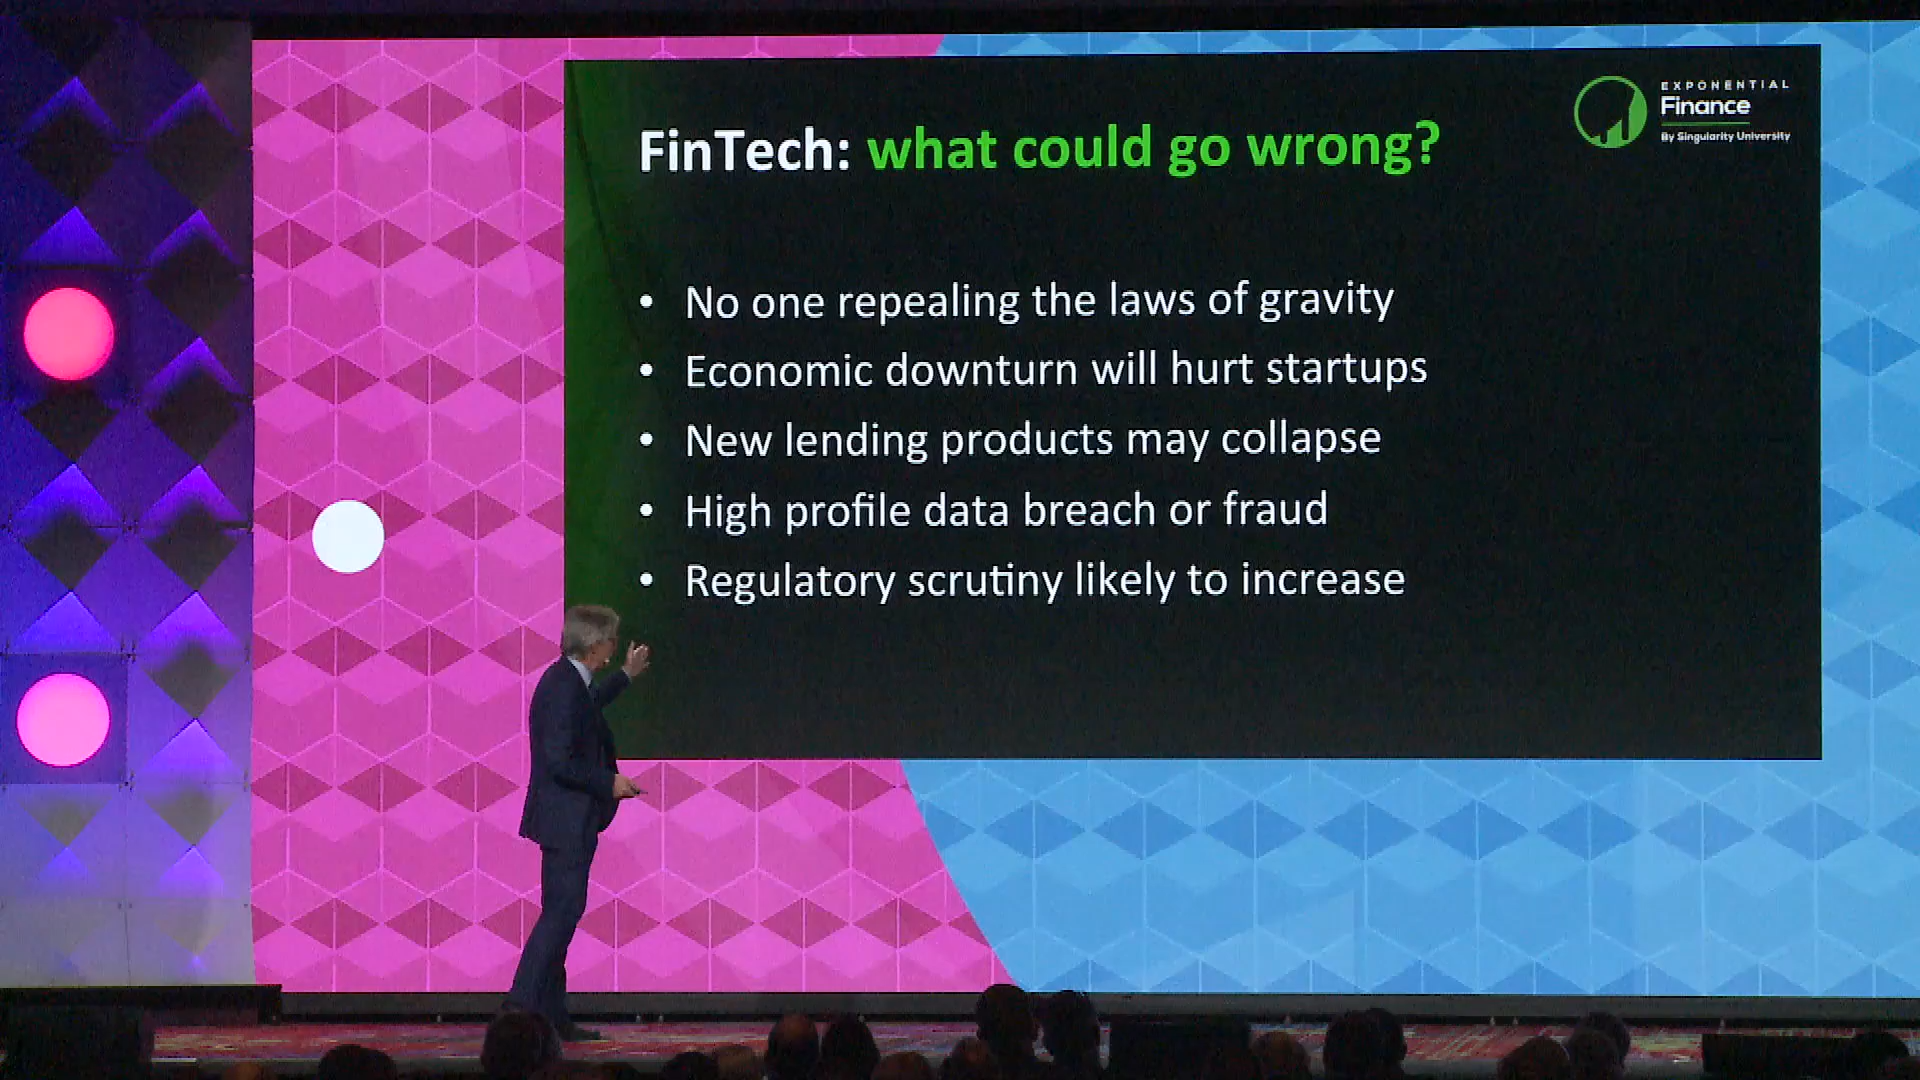 EXPONENTIAL
Finance
By Singularity University
FinTech: what could go wrong?
• No one repealing the laws of gravity
• Economic downturn will hurt startups
• New lending products may collapse
• High profile data breach or fraud
• Regulatory scrutiny likely to increase